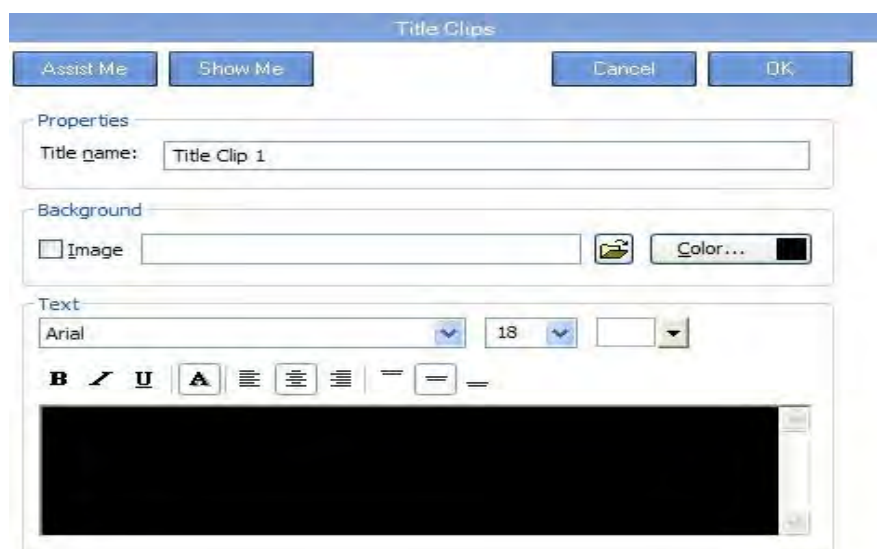 Title Clips
Assist Me Show Me Cancel OK
Properties
Title name: Title Clip 1
Background
Image Color...
Text
Arial 18
B I U A